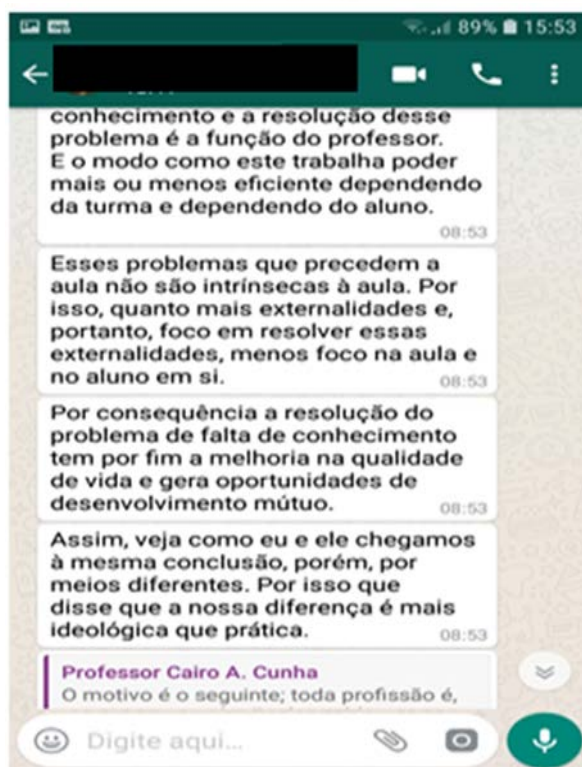 89% 15:53
conhecimento e a resolução desse
problema é a função do professor.
E o modo como este trabalha poder
mais ou menos eficiente dependendo
da turma e dependendo do aluno.
08:53
Esses problemas que precedem a
aula não são intrínsecas à aula. Por
isso, quanto mais externalidades e,
portanto, foco em resolver essas
externalidades, menos foco na aula e
no aluno em si.
08:53
Por consequência a resolução do
problema de falta de conhecimento
tem por fim a melhoria na qualidade
de vida e gera oportunidades de
desenvolvimento mútuo.
08:53
Assim, veja como eu e ele chegamos
à mesma conclusão, porém, por
meios diferentes. Por isso que
disse que a nossa diferença é mais
ideológica que prática.
08:53
Professor Cairo A. Cunha
O motivo é o seguinte; toda profissão é,
Digite aqui...